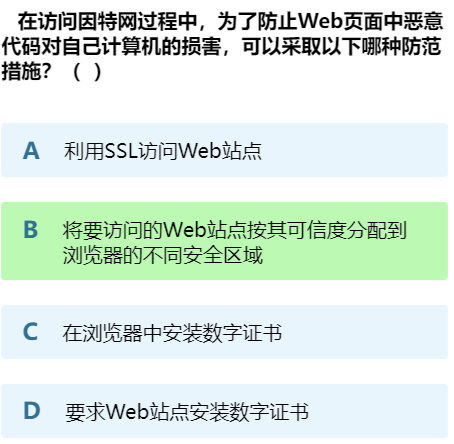 在访问因特网过程中，为了防止Web页面中恶意
代码对自己计算机的损害，可以采取以下哪种防范
措施？（ ）
A 利用SSL访问Web站点
B 将要访问的Web站点按其可信度分配到
浏览器的不同安全区域
C 在浏览器中安装数字证书
D 要求Web站点安装数字证书